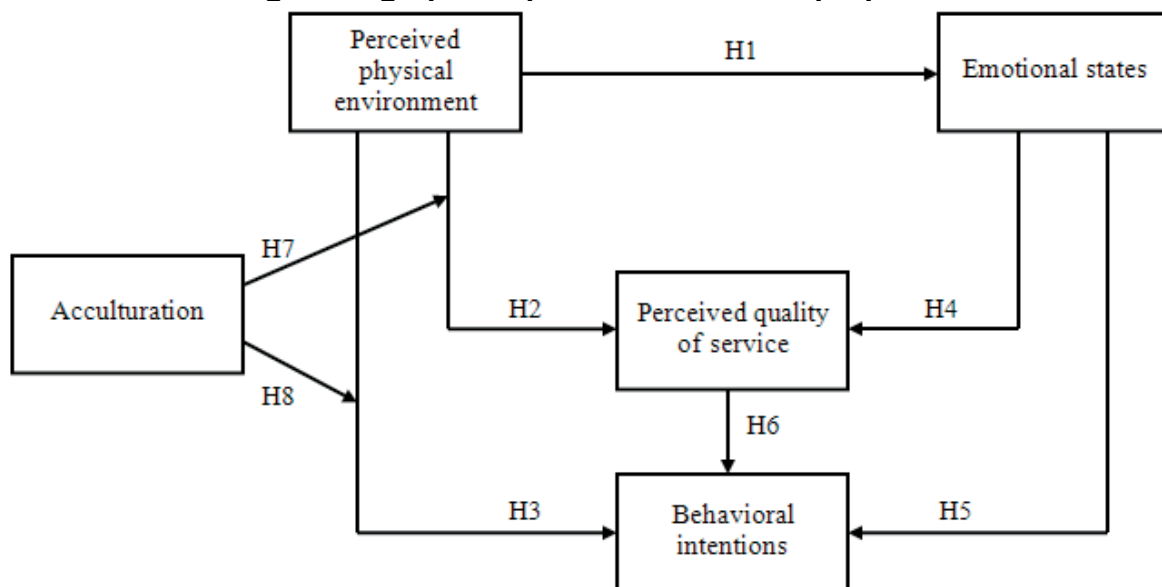 Perceived
physical
environment
H1
Emotional states
H7
Acculturation
H2
Perceived quality
of service
H4
H8
H6
H3
Behavioral
intentions
H5